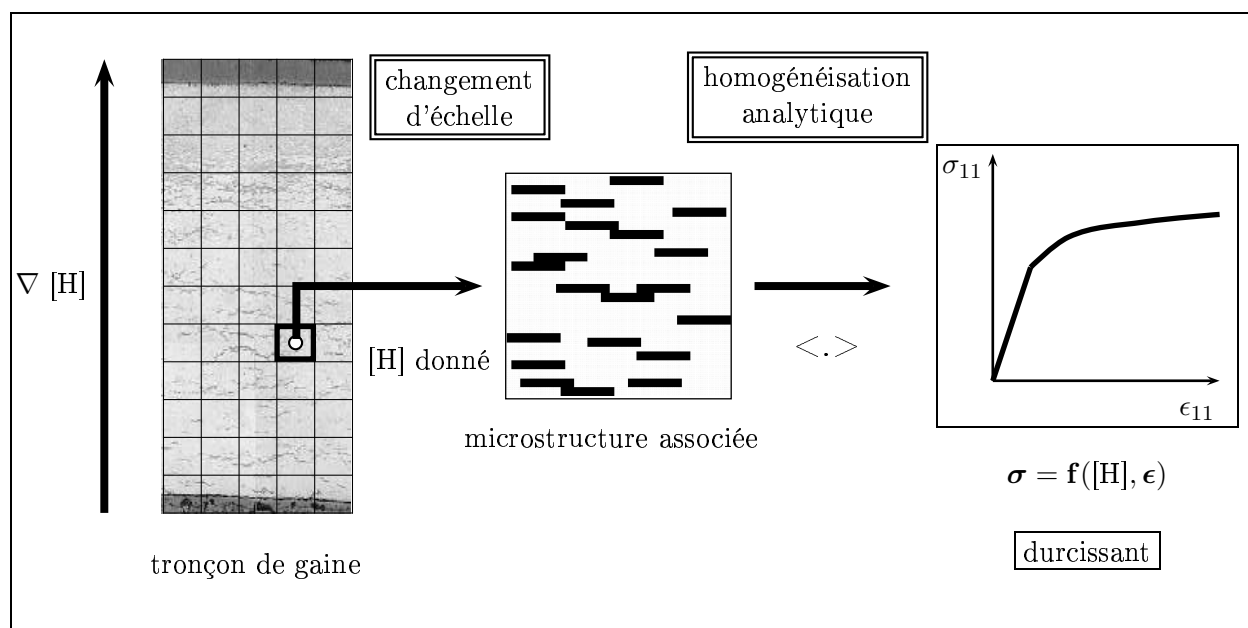 changement
d'échelle
homogénéisation
analytique
σ₁₁
∇ [H]
[H] donné
<.>
ϵ₁₁
microstructure associée
σ = f([H], ϵ)
tronçon de gaine
durcissant